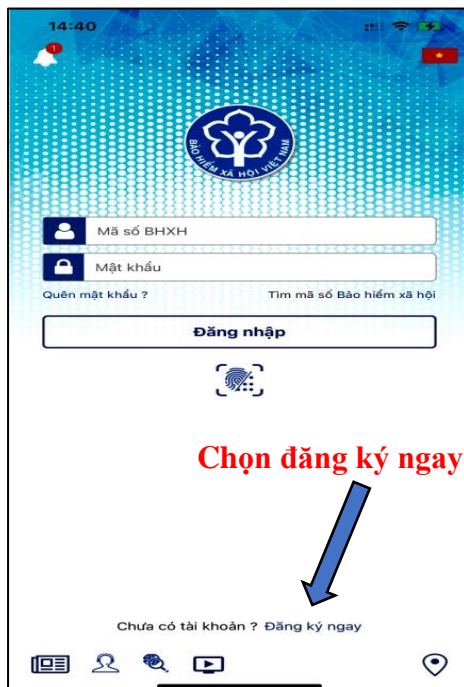 14:40
1
BẢO HIỂM XÃ HỘI VIỆT NAM
Mã số BHXH
Mật khẩu
Quên mật khẩu ? Tìm mã số Bảo hiểm xã hội
Đăng nhập
Chọn đăng ký ngay
Chưa có tài khoản ? Đăng ký ngay